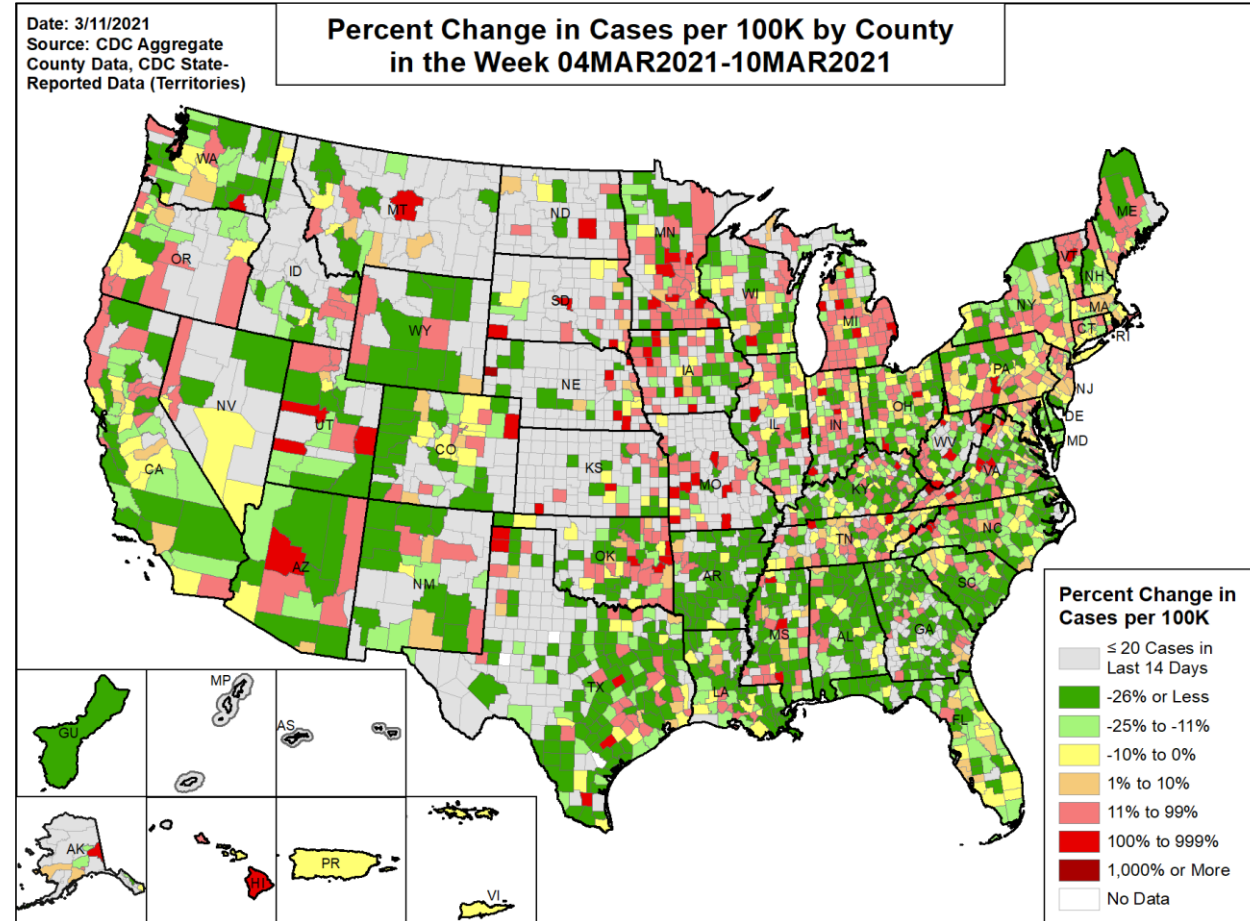 Date: 3/11/2021
Source: CDC Aggregate
County Data, CDC State-
Reported Data (Territories)
Percent Change in Cases per 100K by County
in the Week 04MAR2021-10MAR2021
WA
MT
ND
MN
ME
OR
ID
SD
WI
MI
VT
NH
NY
MA
CT
RI
WY
IA
PA
NJ
NE
NV
UT
CO
IL
IN
OH
DE
MD
WV
VA
CA
KS
MO
KY
NC
TN
AZ
NM
OK
AR
SC
MS
AL
GA
TX
LA
FL
GU
MP
AS
AK
HI
PR
VI
Percent Change in
Cases per 100K
≤ 20 Cases in
Last 14 Days
-26% or Less
-25% to -11%
-10% to 0%
1% to 10%
11% to 99%
100% to 999%
1,000% or More
No Data